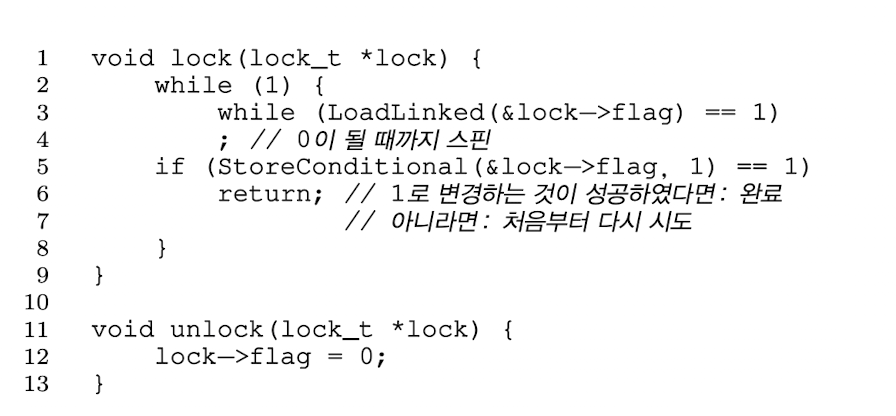 1 void lock(lock_t *lock) {
2 while (1) {
3 while (LoadLinked(&lock->flag) == 1)
4 ; // 0이 될 때까지 스핀
5 if (StoreConditional(&lock->flag, 1) == 1)
6 return; // 1로 변경하는 것이 성공하였다면: 완료
7 // 아니라면: 처음부터 다시 시도
8 }
9 }
10
11 void unlock(lock_t *lock) {
12 lock->flag = 0;
13 }